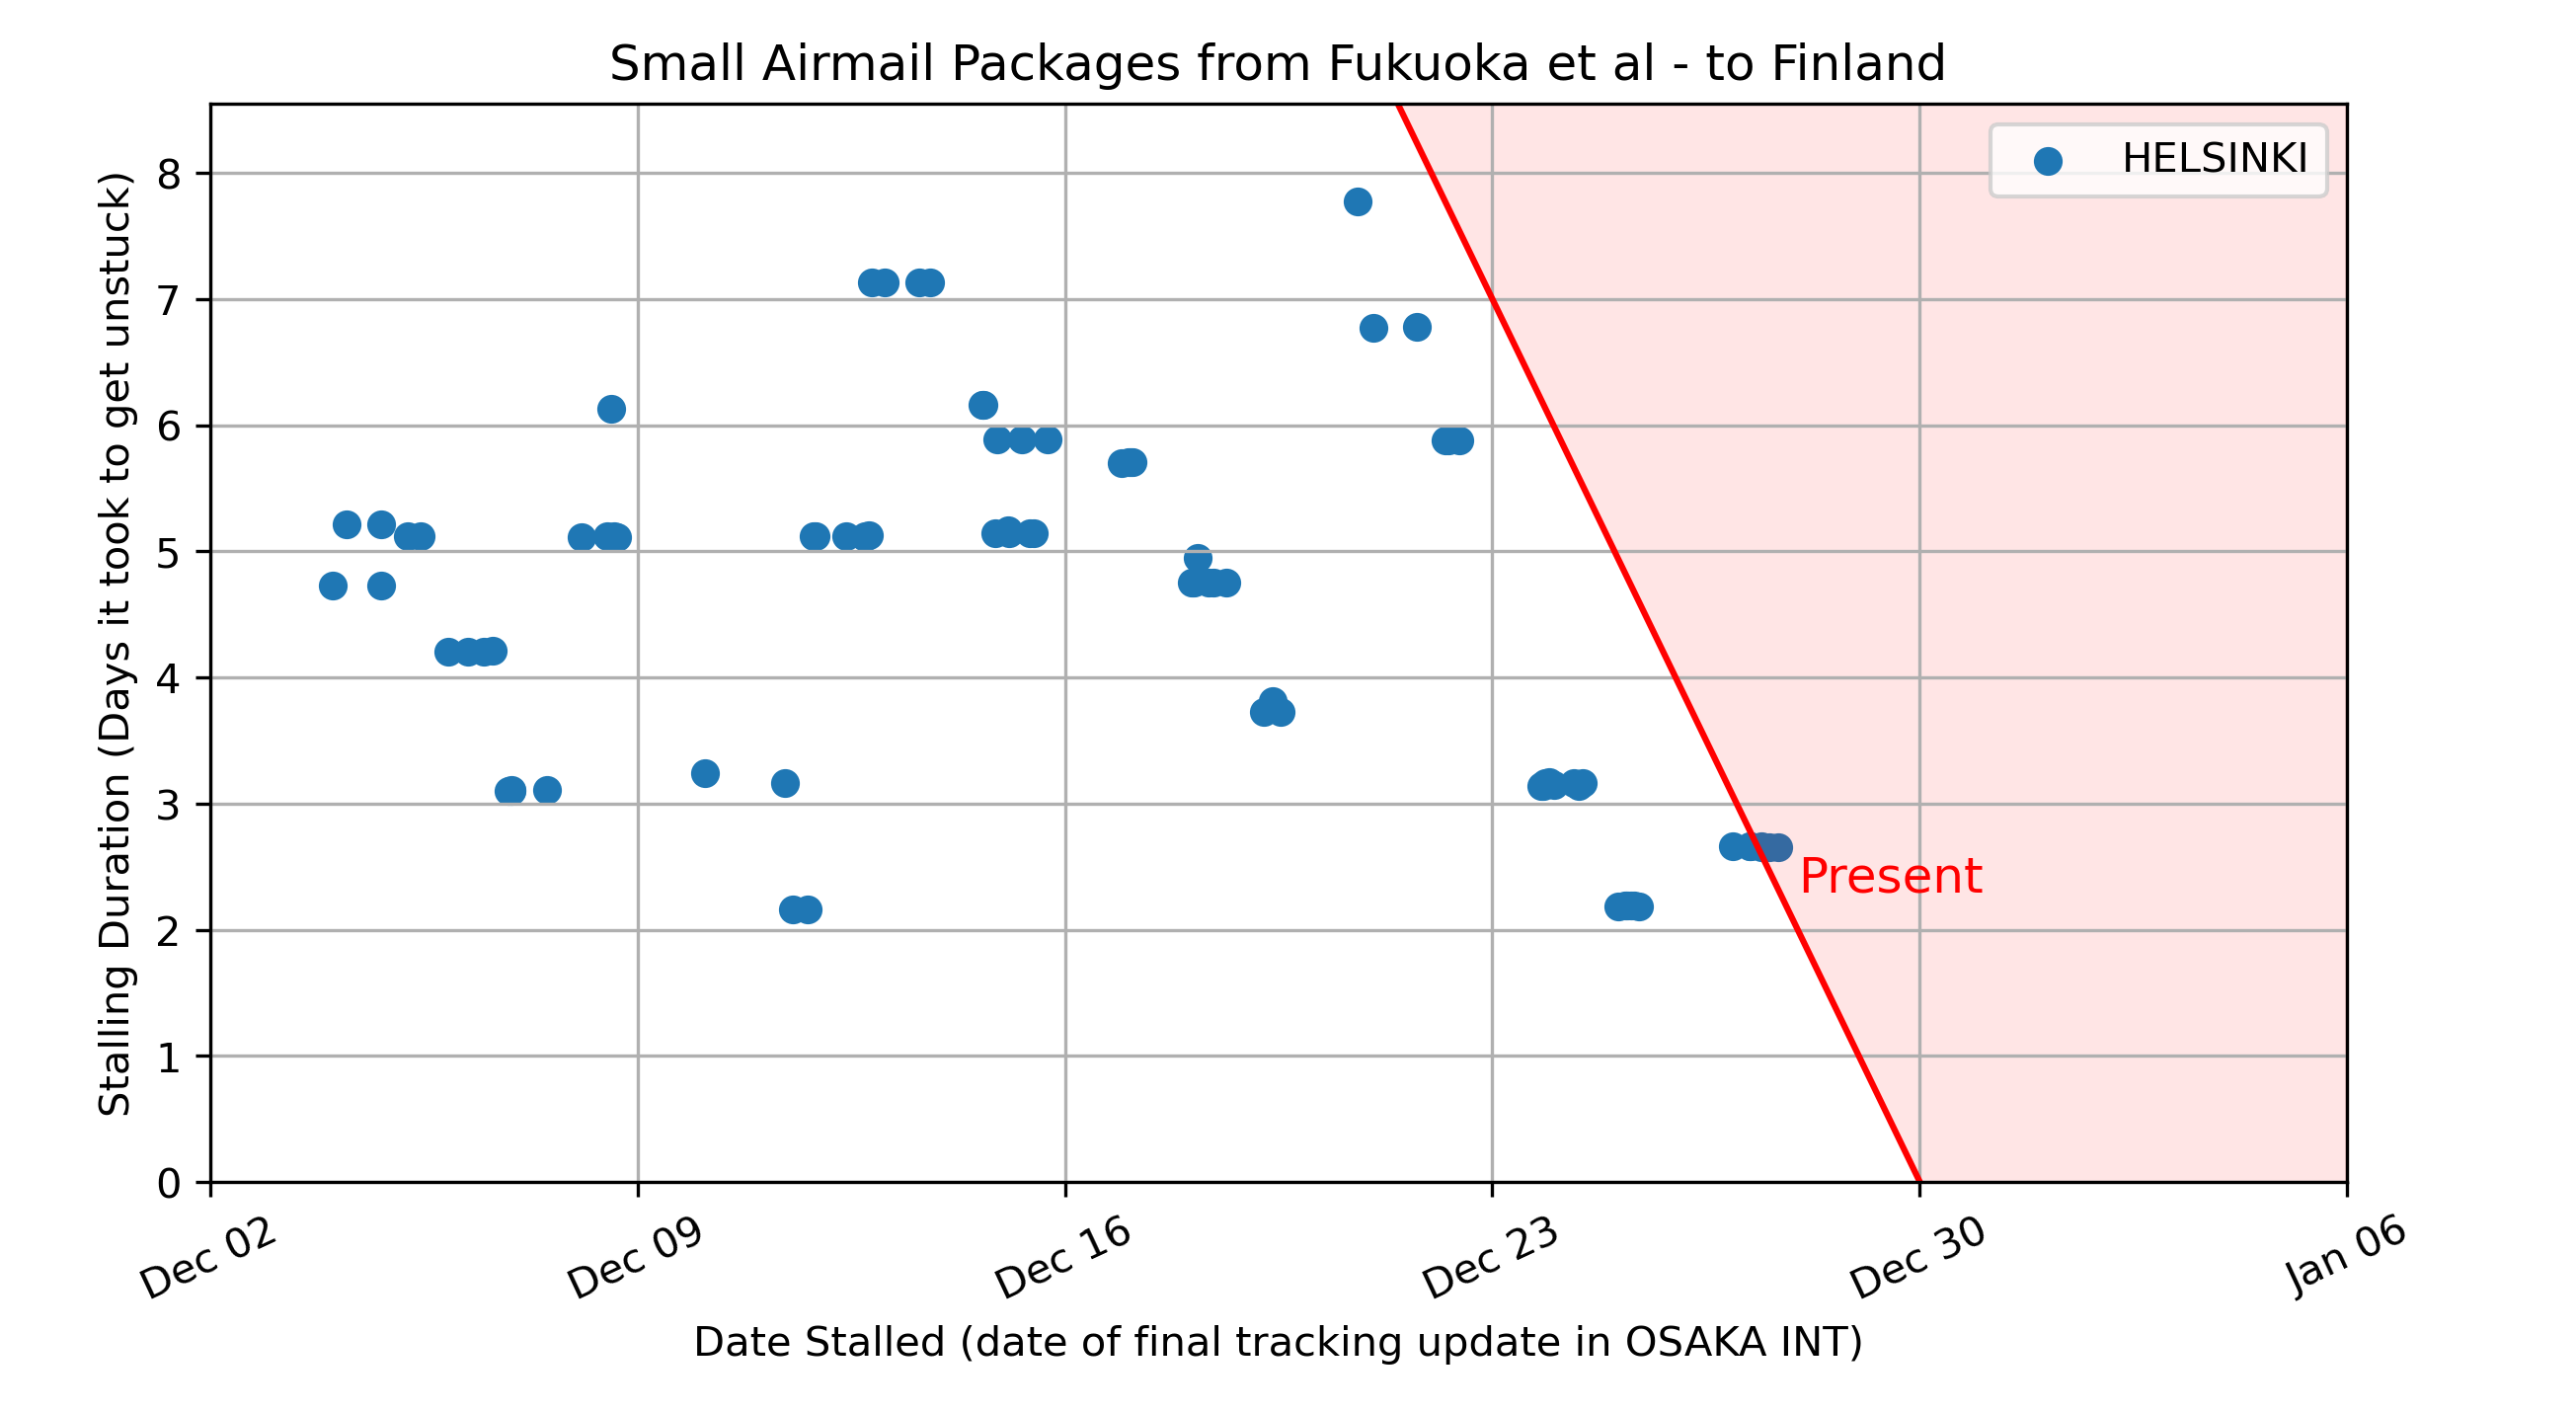 Small Airmail Packages from Fukuoka et al - to Finland
HELSINKI
Stalling Duration (Days it took to get unstuck)
8
7
6
5
4
3
2
1
0
Present
Dec 02
Dec 09
Dec 16
Dec 23
Dec 30
Jan 06
Date Stalled (date of final tracking update in OSAKA INT)